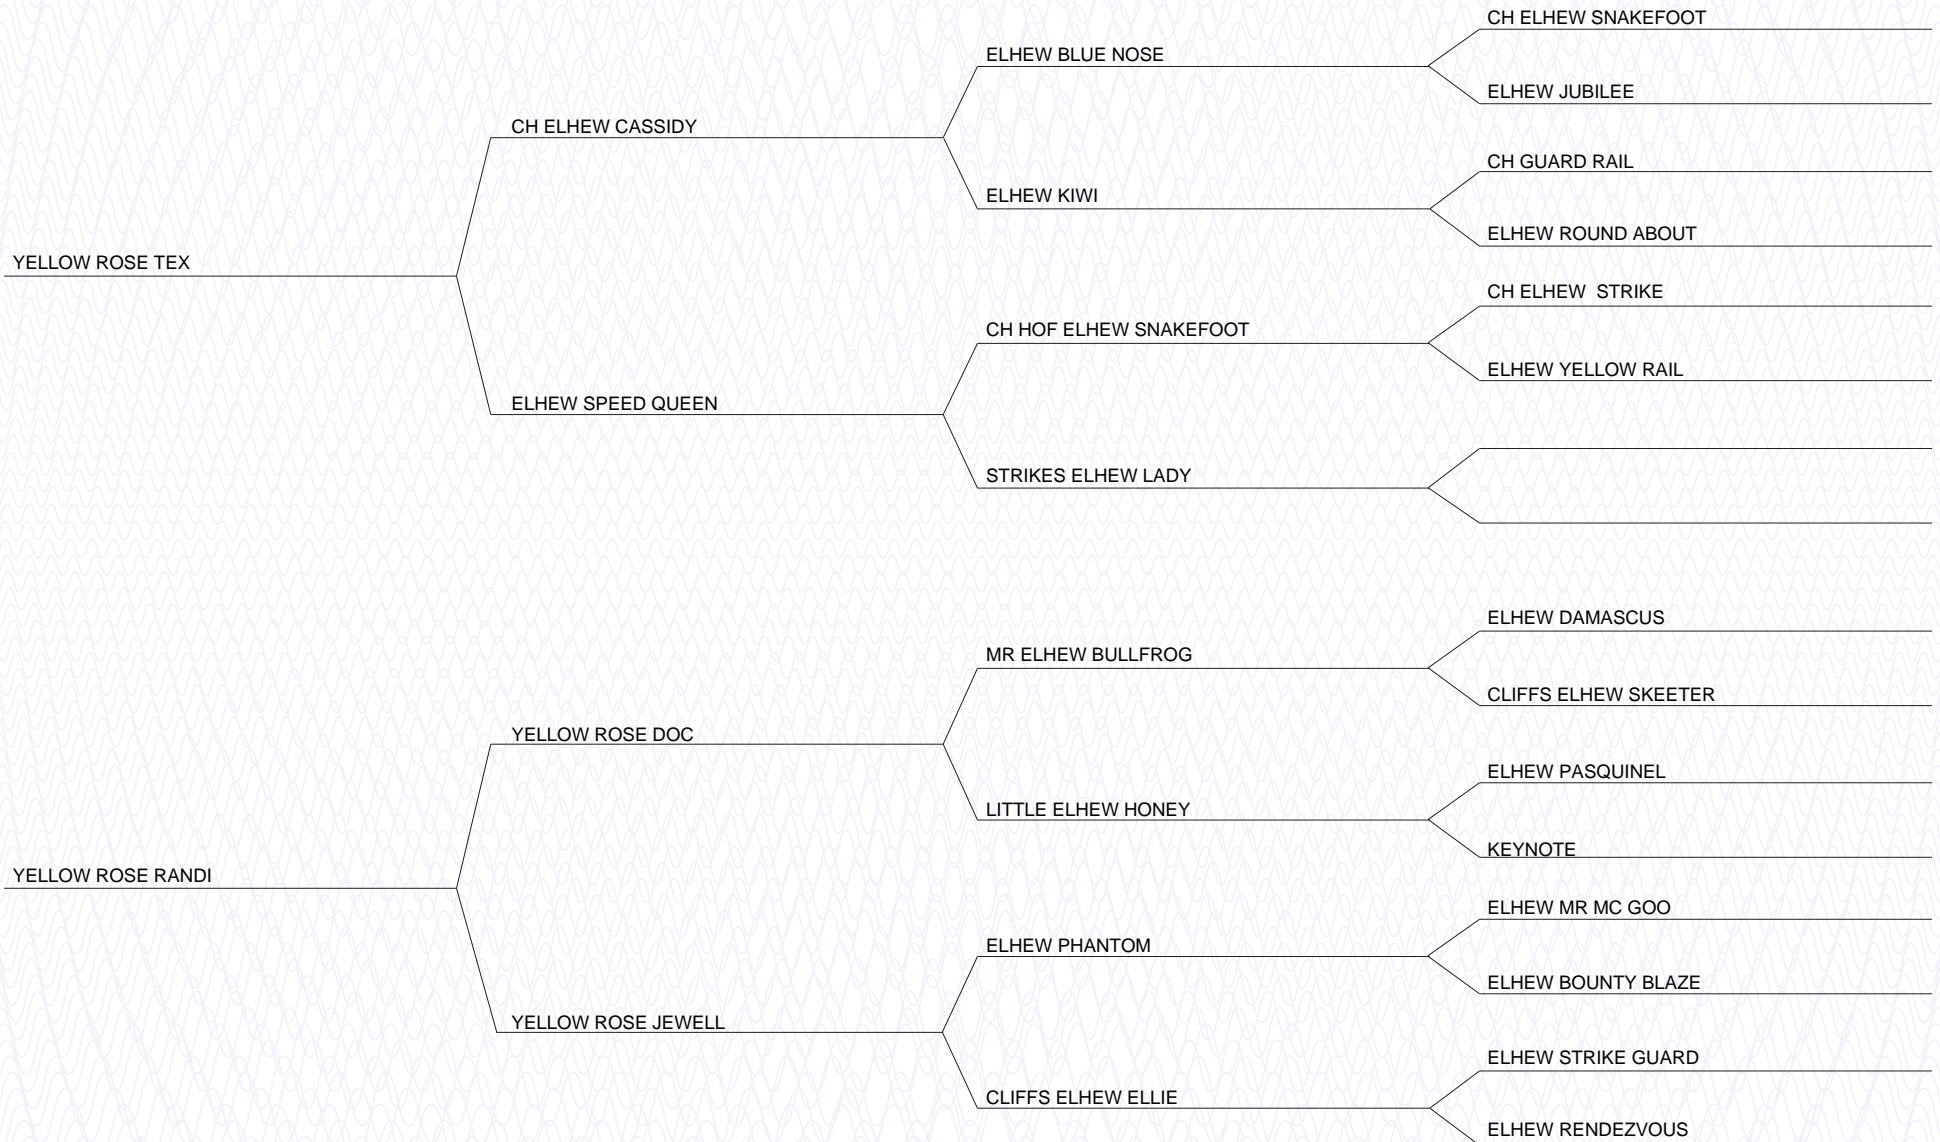 CH ELHEW SNAKEFOOT
ELHEW BLUE NOSE
ELHEW JUBILEE
CH ELHEW CASSIDY
CH GUARD RAIL
ELHEW KIWI
ELHEW ROUND ABOUT
YELLOW ROSE TEX
CH ELHEW  STRIKE
CH HOF ELHEW SNAKEFOOT
ELHEW YELLOW RAIL
ELHEW SPEED QUEEN
STRIKES ELHEW LADY
ELHEW DAMASCUS
MR ELHEW BULLFROG
CLIFFS ELHEW SKEETER
YELLOW ROSE DOC
ELHEW PASQUINEL
LITTLE ELHEW HONEY
KEYNOTE
YELLOW ROSE RANDI
ELHEW MR MC GOO
ELHEW PHANTOM
ELHEW BOUNTY BLAZE
YELLOW ROSE JEWELL
ELHEW STRIKE GUARD
CLIFFS ELHEW ELLIE
ELHEW RENDEZVOUS